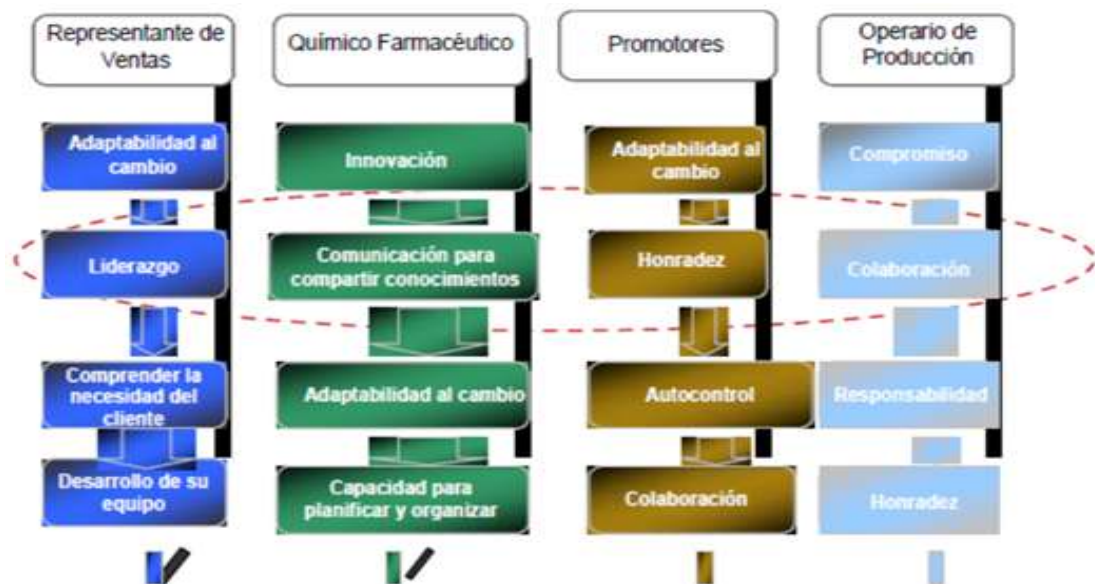 Representante de
Ventas
Químico Farmacéutico
Promotores
Operario de
Producción
Adaptabilidad al
cambio
Innovación
Adaptabilidad al
cambio
Compromiso
Liderazgo
Comunicación para
compartir conocimientos
Honradez
Colaboración
Comprender la
necesidad del
cliente
Adaptabilidad al cambio
Autocontrol
Responsabilidad
Desarrollo de su
equipo
Capacidad para
planificar y organizar
Colaboración
Honradez